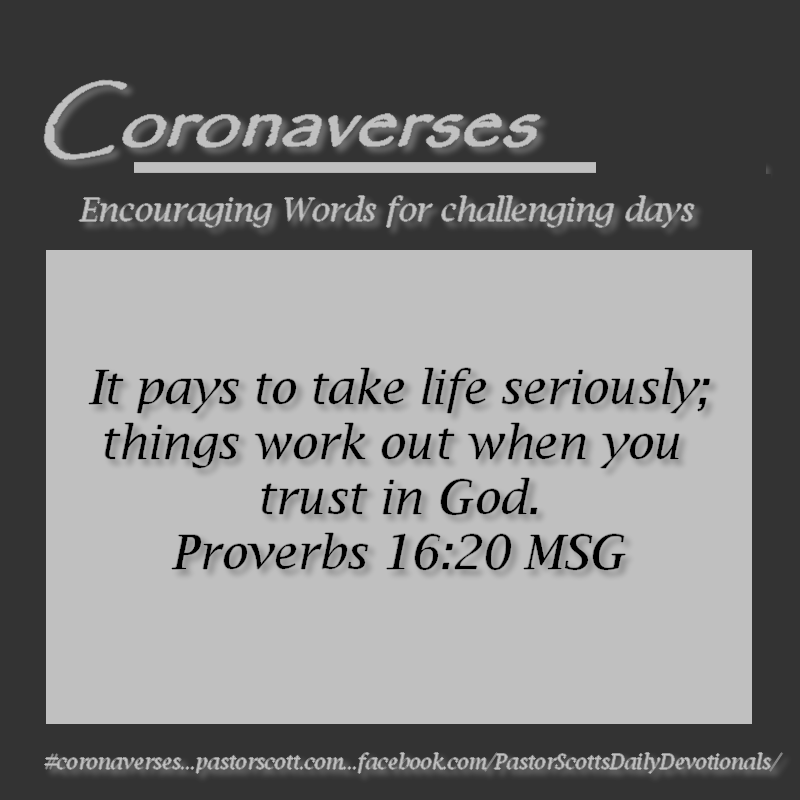 Coronaverses
Encouraging Words for challenging days
It pays to take life seriously;
things work out when you
trust in God.
Proverbs 16:20 MSG
#coronaverses...pastorscott.com...facebook.com/PastorScottsDailyDevotionals/